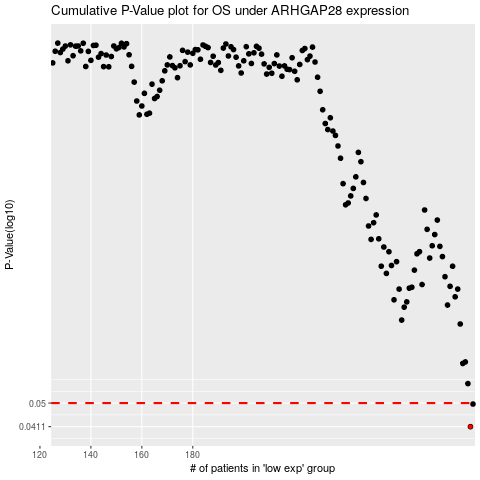 Cumulative P-Value plot for OS under ARHGAP28 expression
P-Value(log10)
0.05
0.0411
120 140 160 180
# of patients in 'low exp' group